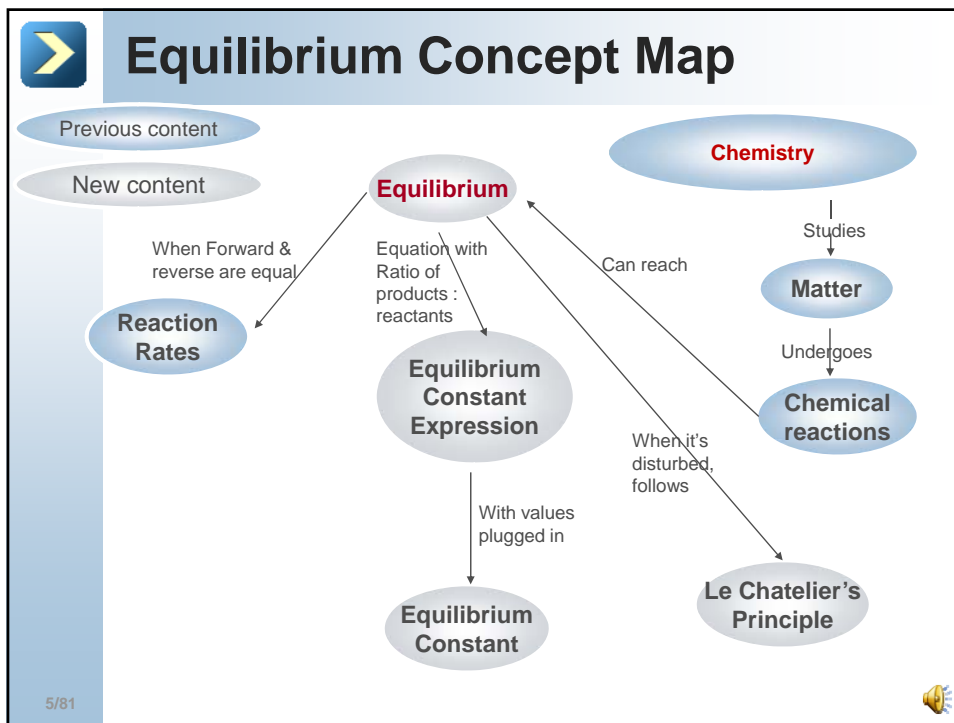 Equilibrium Concept Map
Previous content
New content
Chemistry
Studies
Matter
Undergoes
Chemical
reactions
Can reach
Equilibrium
When Forward &
reverse are equal
Reaction
Rates
Equation with
Ratio of
products :
reactants
Equilibrium
Constant
Expression
With values
plugged in
Equilibrium
Constant
When it's
disturbed,
follows
Le Chatelier's
Principle
5/81